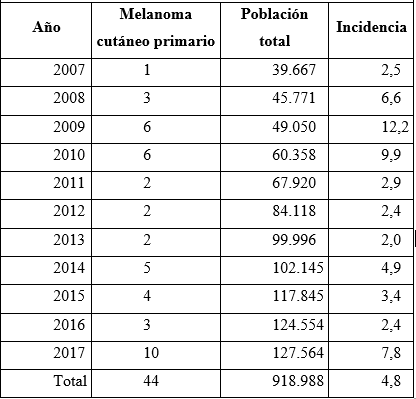 Año Melanoma cutáneo primario Población total Incidencia
2007 1 39.667 2,5
2008 3 45.771 6,6
2009 6 49.050 12,2
2010 6 60.358 9,9
2011 2 67.920 2,9
2012 2 84.118 2,4
2013 2 99.996 2,0
2014 5 102.145 4,9
2015 4 117.845 3,4
2016 3 124.554 2,4
2017 10 127.564 7,8
Total 44 918.988 4,8